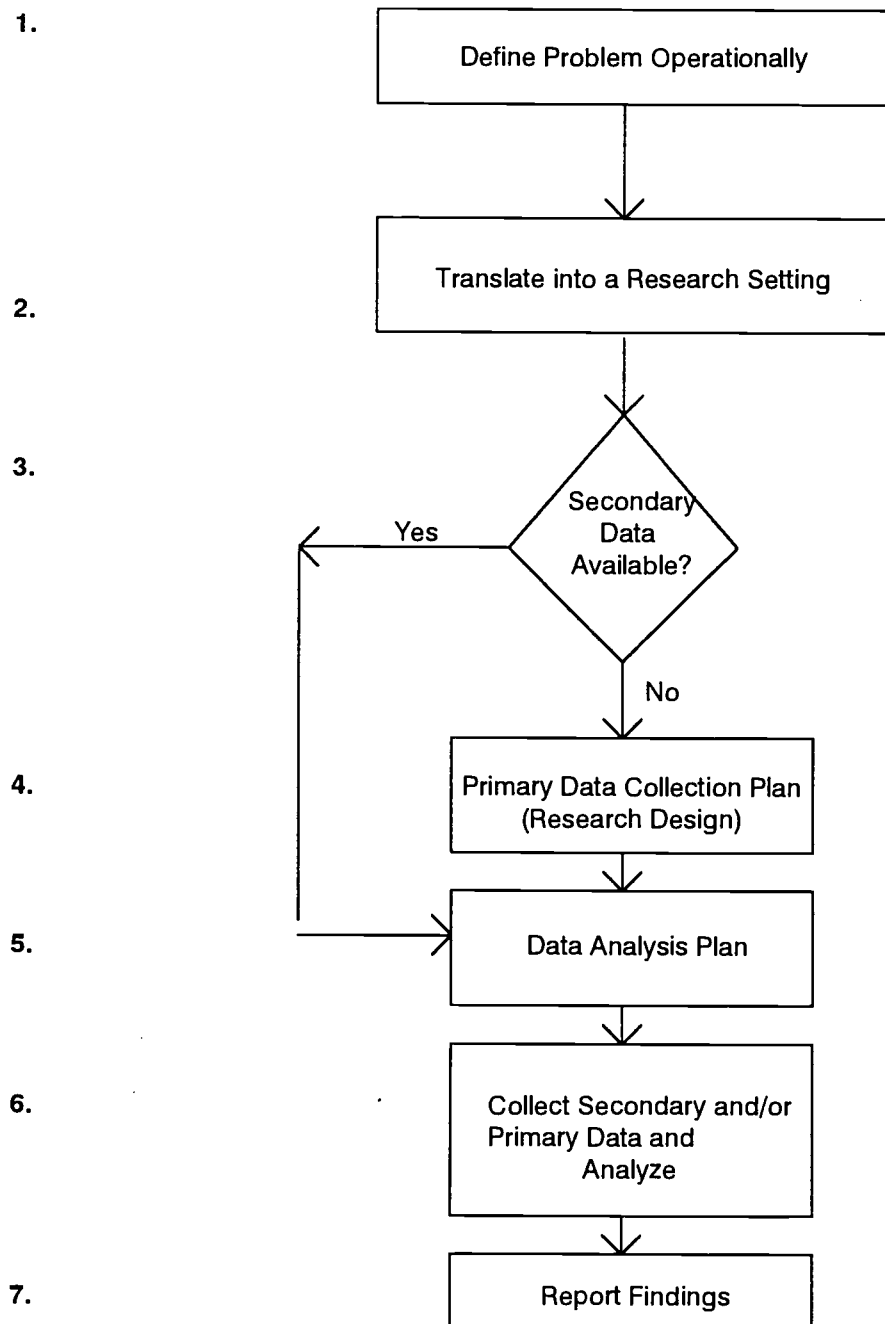 1.
Define Problem Operationally
Translate into a Research Setting
2.
3.
Secondary
Data
Available?
Yes
No
4.
Primary Data Collection Plan
(Research Design)
5.
Data Analysis Plan
6.
Collect Secondary and/or
Primary Data and
Analyze
7.
Report Findings